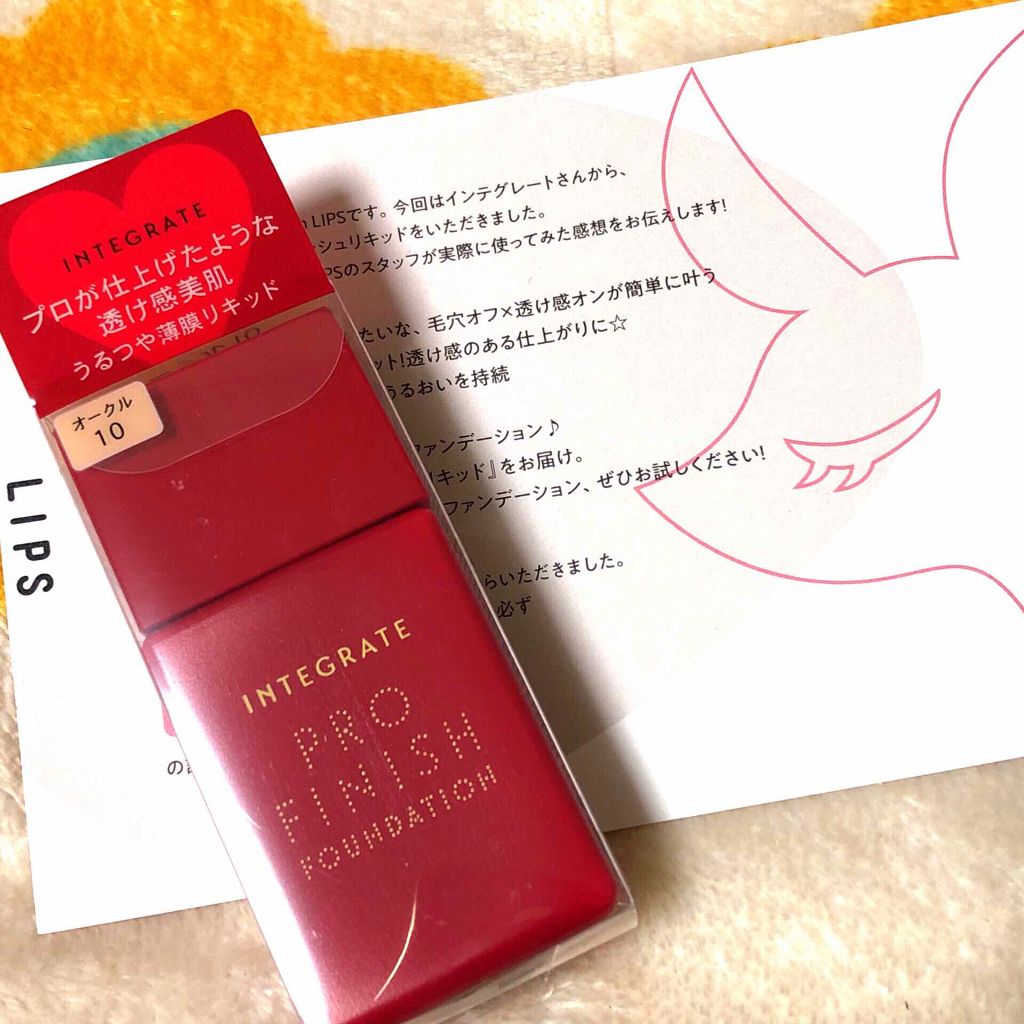 INTEGRATE
プロが仕上げたような
透け感美肌
うるつや薄膜リキッド
オークル
10
INTEGRATE
PRO
FINISH
FOUNDATION
LIPS
LIPSです。今回はインテグレートさんから、
シュリキッドをいただきました。
PSのスタッフが実際に使ってみた感想をお伝えします!
たいな、毛穴オフ×透け感オンが簡単に叶う
ット!透け感のある仕上がりに☆
うるおいを持続
ファンデーション♪
リキッド』をお届け。
ファンデーション、ぜひお試しください!
らいただきました。
必ず
の